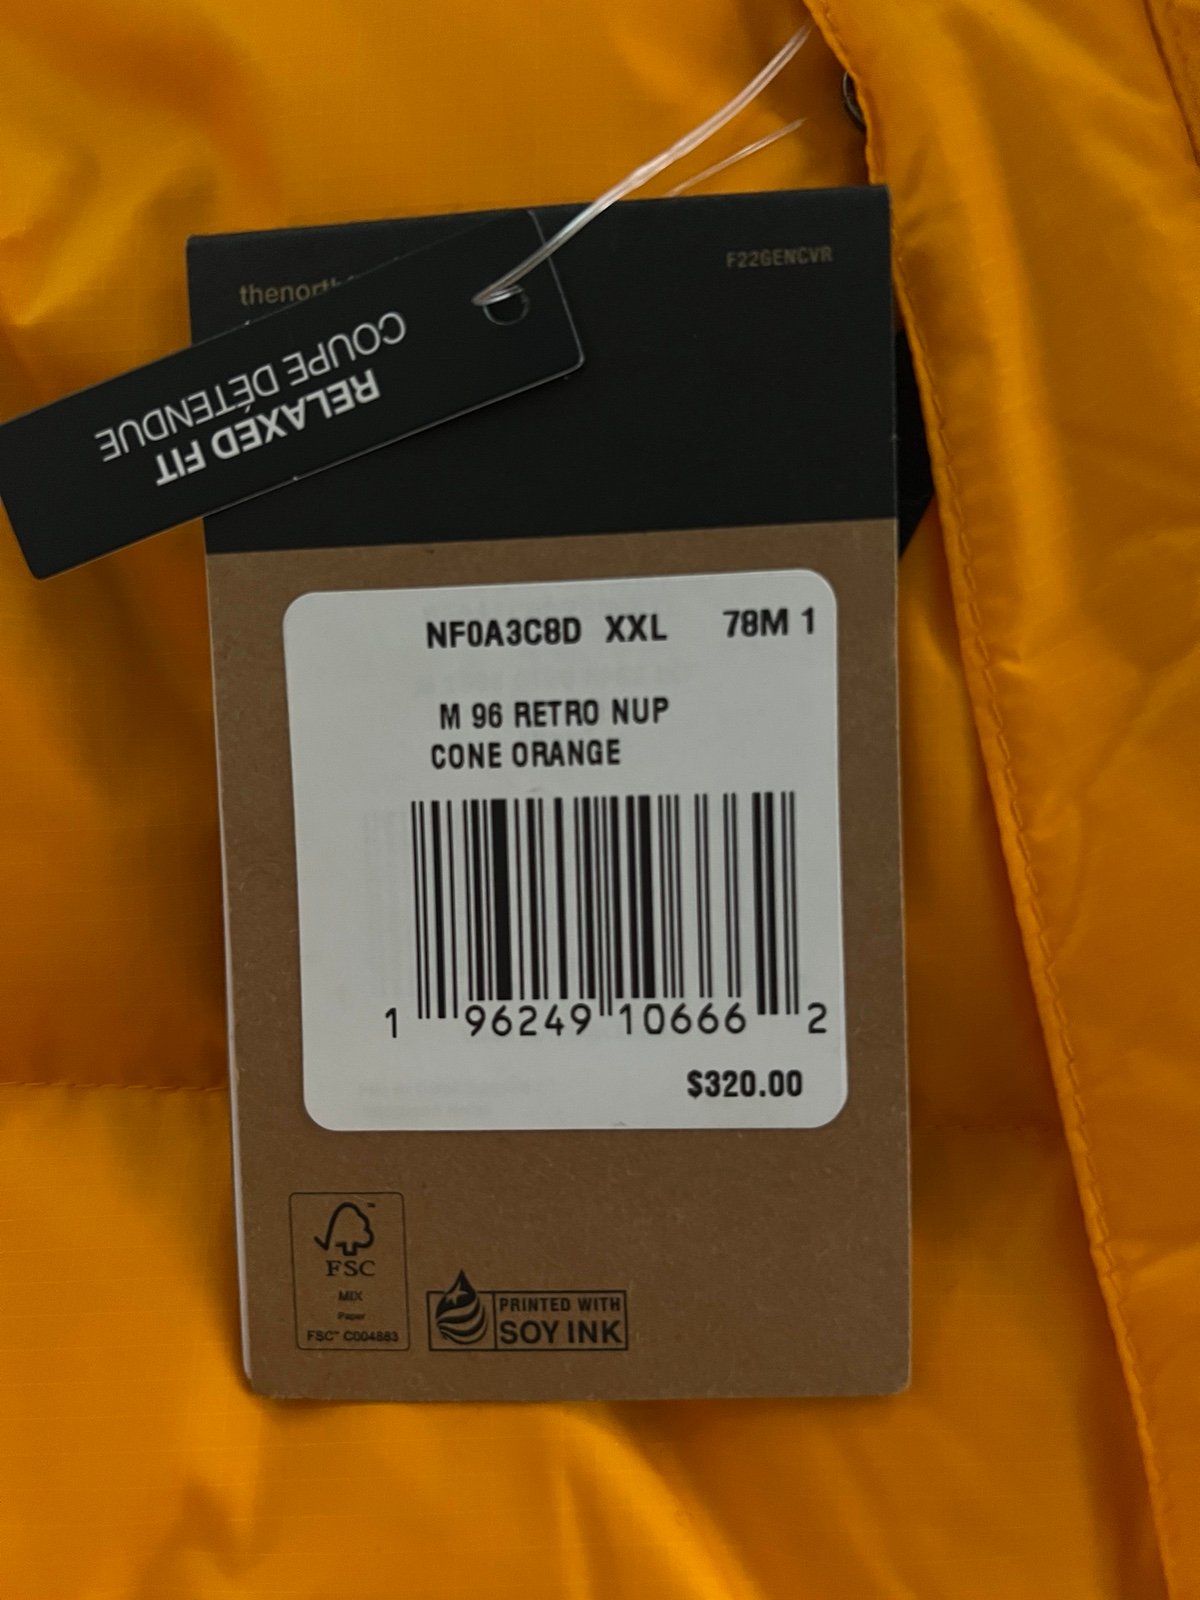 F22GENCVR
COUPE DÉTENDUE
RELAXED FIT
NF0A3C8D XXL 78M 1
M 96 RETRO NUP
CONE ORANGE
1 96249 10666 2
$320.00
FSC
MIX
Paper
FSC™ C004883
PRINTED WITH
SOY INK